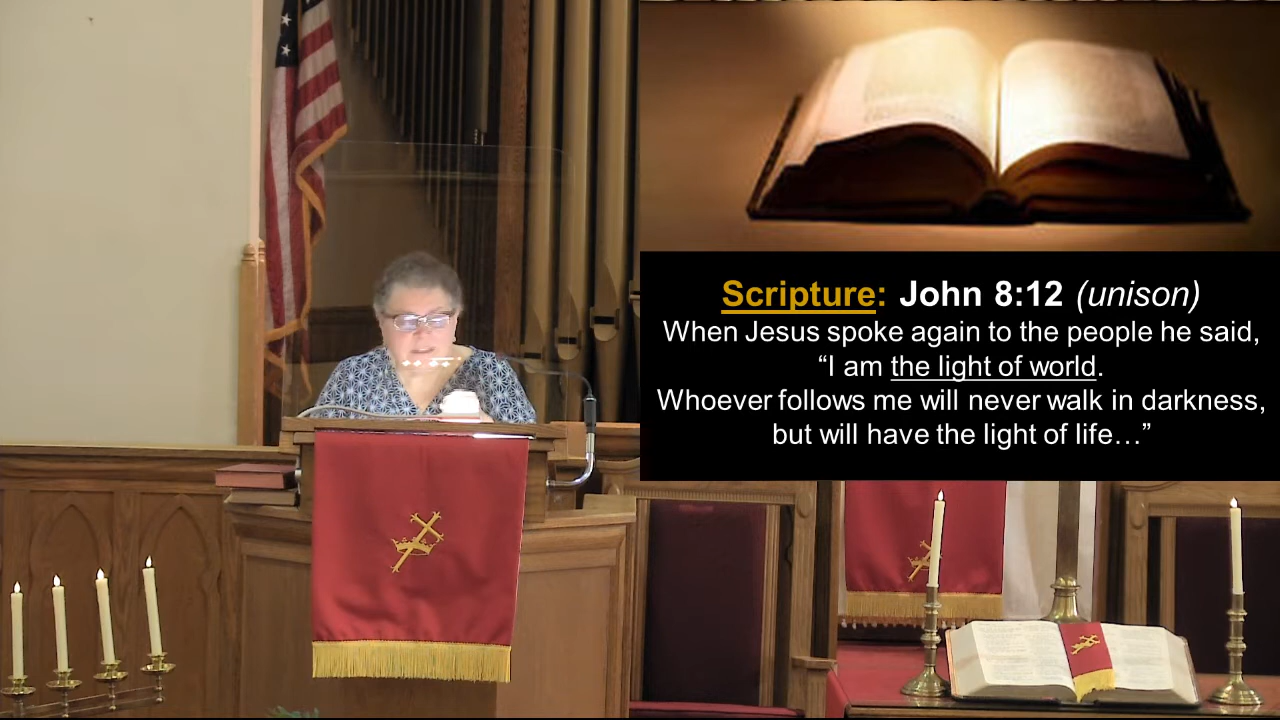 Scripture: John 8:12 (unison)
When Jesus spoke again to the people he said,
“I am the light of world.
Whoever follows me will never walk in darkness,
but will have the light of life…”